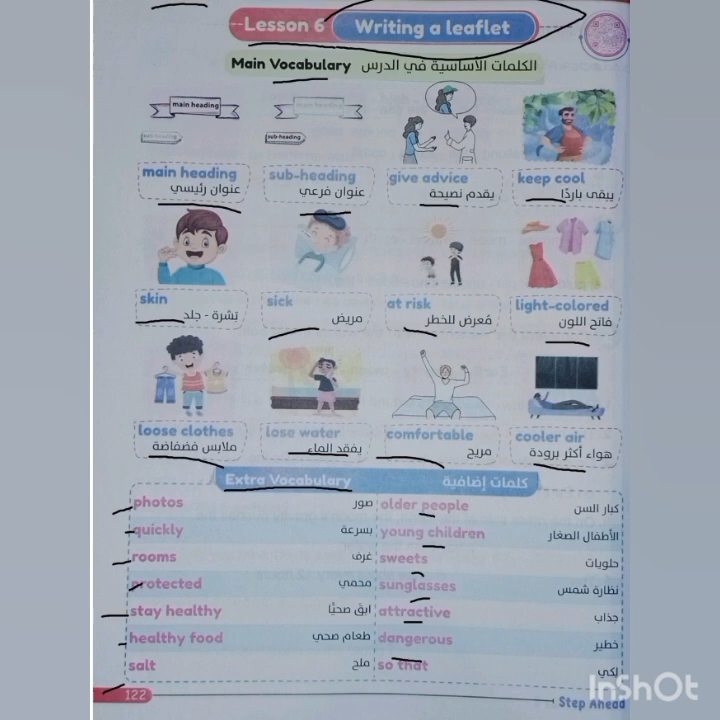 Lesson 6 Writing a leaflet
Main Vocabulary الكلمات الأساسية في الدرس
main heading
sub-heading
main heading
عنوان رئيسي
sub-heading
عنوان فرعي
give advice
يقدم نصيحة
keep cool
يبقى باردًا
skin
بَشرة - جلد
sick
مريض
at risk
مُعرض للخطر
light-colored
فاتح اللون
loose clothes
ملابس فضفاضة
lose water
يفقد الماء
comfortable
مريح
cooler air
هواء أكثر برودة
Extra Vocabulary كلمات إضافية
photos صور older people كبار السن
quickly بسرعة young children الأطفال الصغار
rooms غرف sweets حلويات
protected محمي sunglasses نظارة شمس
stay healthy ابقَ صحيًا attractive جذاب
healthy food طعام صحي dangerous خطير
salt ملح so that لكي
122
Step Ahead
InShOt